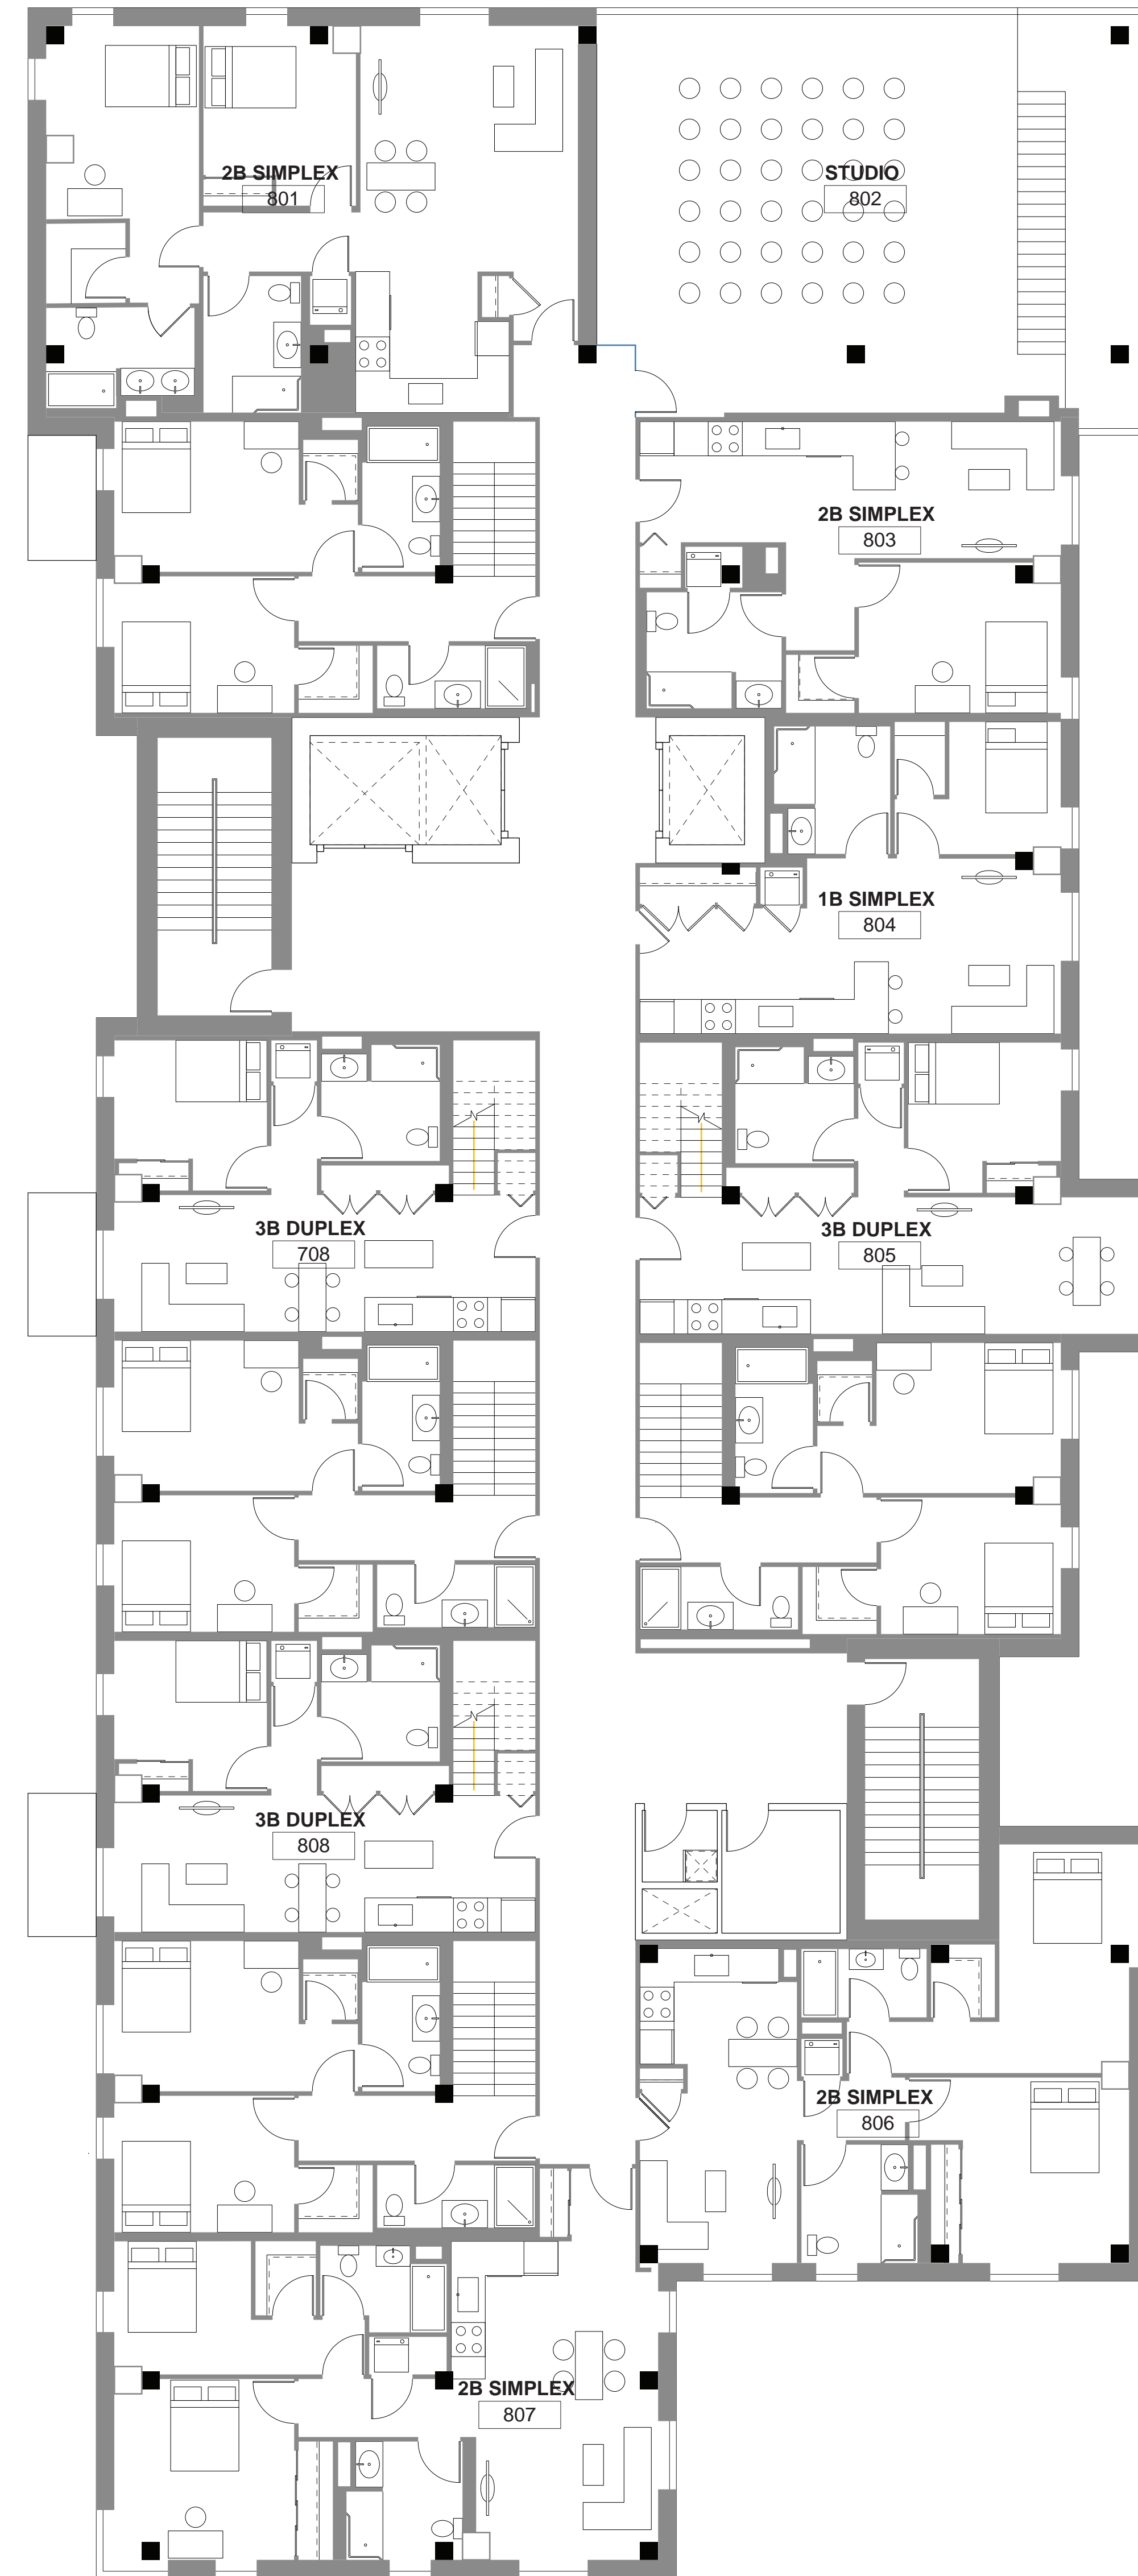 2B SIMPLEX
801
STUDIO
802
2B SIMPLEX
803
1B SIMPLEX
804
3B DUPLEX
708
3B DUPLEX
805
3B DUPLEX
808
2B SIMPLEX
806
2B SIMPLEX
807